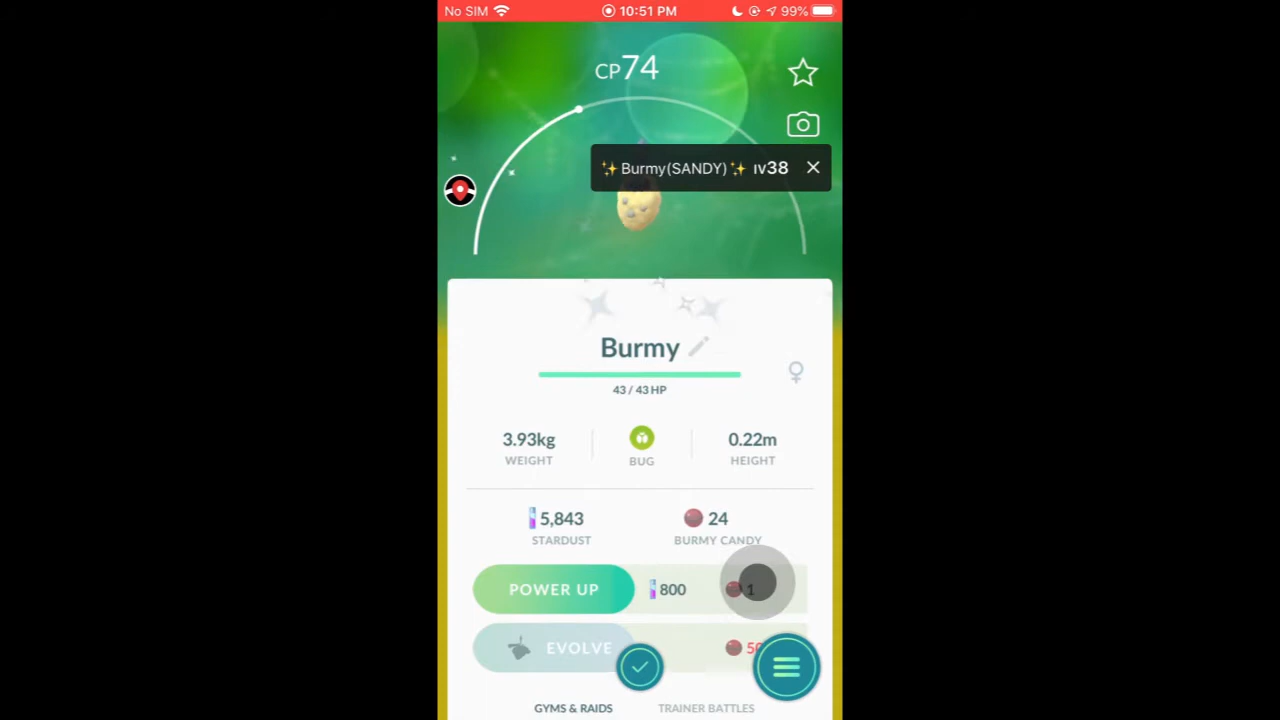 No SIM 10:51 PM 99%
CP74
✨Burmy(SANDY)✨ IV38 ×
Burmy
43 / 43 HP
3.93kg 0.22m
WEIGHT BUG HEIGHT
5,843 24
STARDUST BURMY CANDY
POWER UP 800 1
EVOLVE
GYMS & RAIDS TRAINER BATTLES